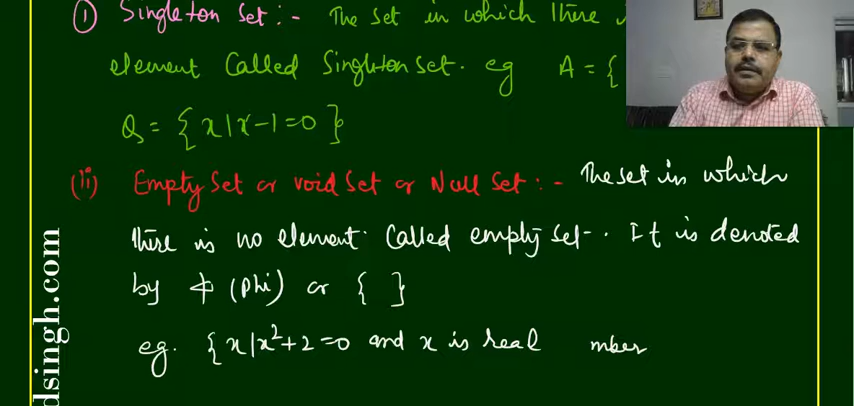 (i) Singleton Set :- The set in which there
element Called Singleton Set. eg A = {
Q = { x | x - 1 = 0 }
(ii) Empty Set or void Set or Null Set :- The set in which
there is no element. Called empty set. It is denoted
by ϕ (Phi) or { }
eg. { x | x² + 2 = 0 and x is real mber
dsingh.com